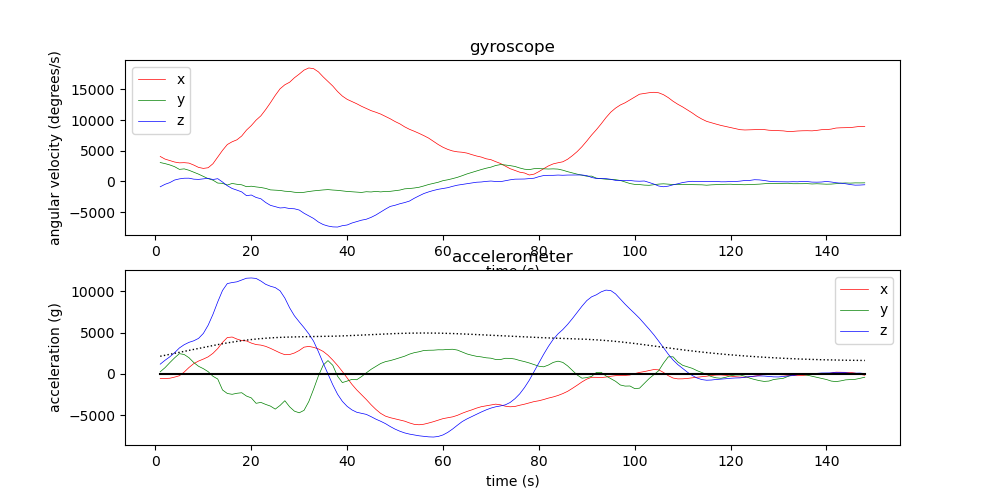 gyroscope
angular velocity (degrees/s)
15000
10000
5000
0
−5000
x
y
z
0 20 40 60 80 100 120 140
time (s)
accelerometer
acceleration (g)
10000
5000
0
−5000
x
y
z
0 20 40 60 80 100 120 140
time (s)